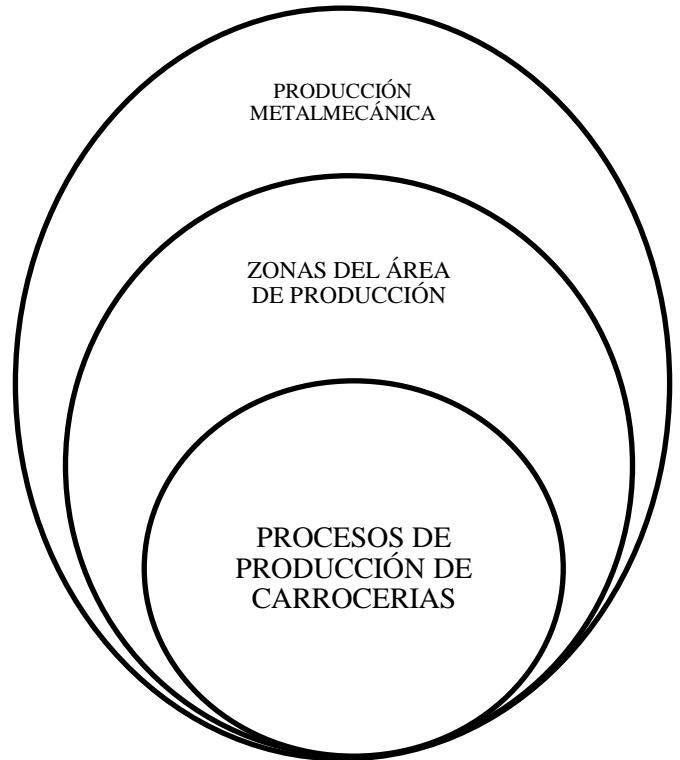 PRODUCCIÓN
METALMECÁNICA
ZONAS DEL ÁREA
DE PRODUCCIÓN
PROCESOS DE
PRODUCCIÓN DE
CARROCERIAS